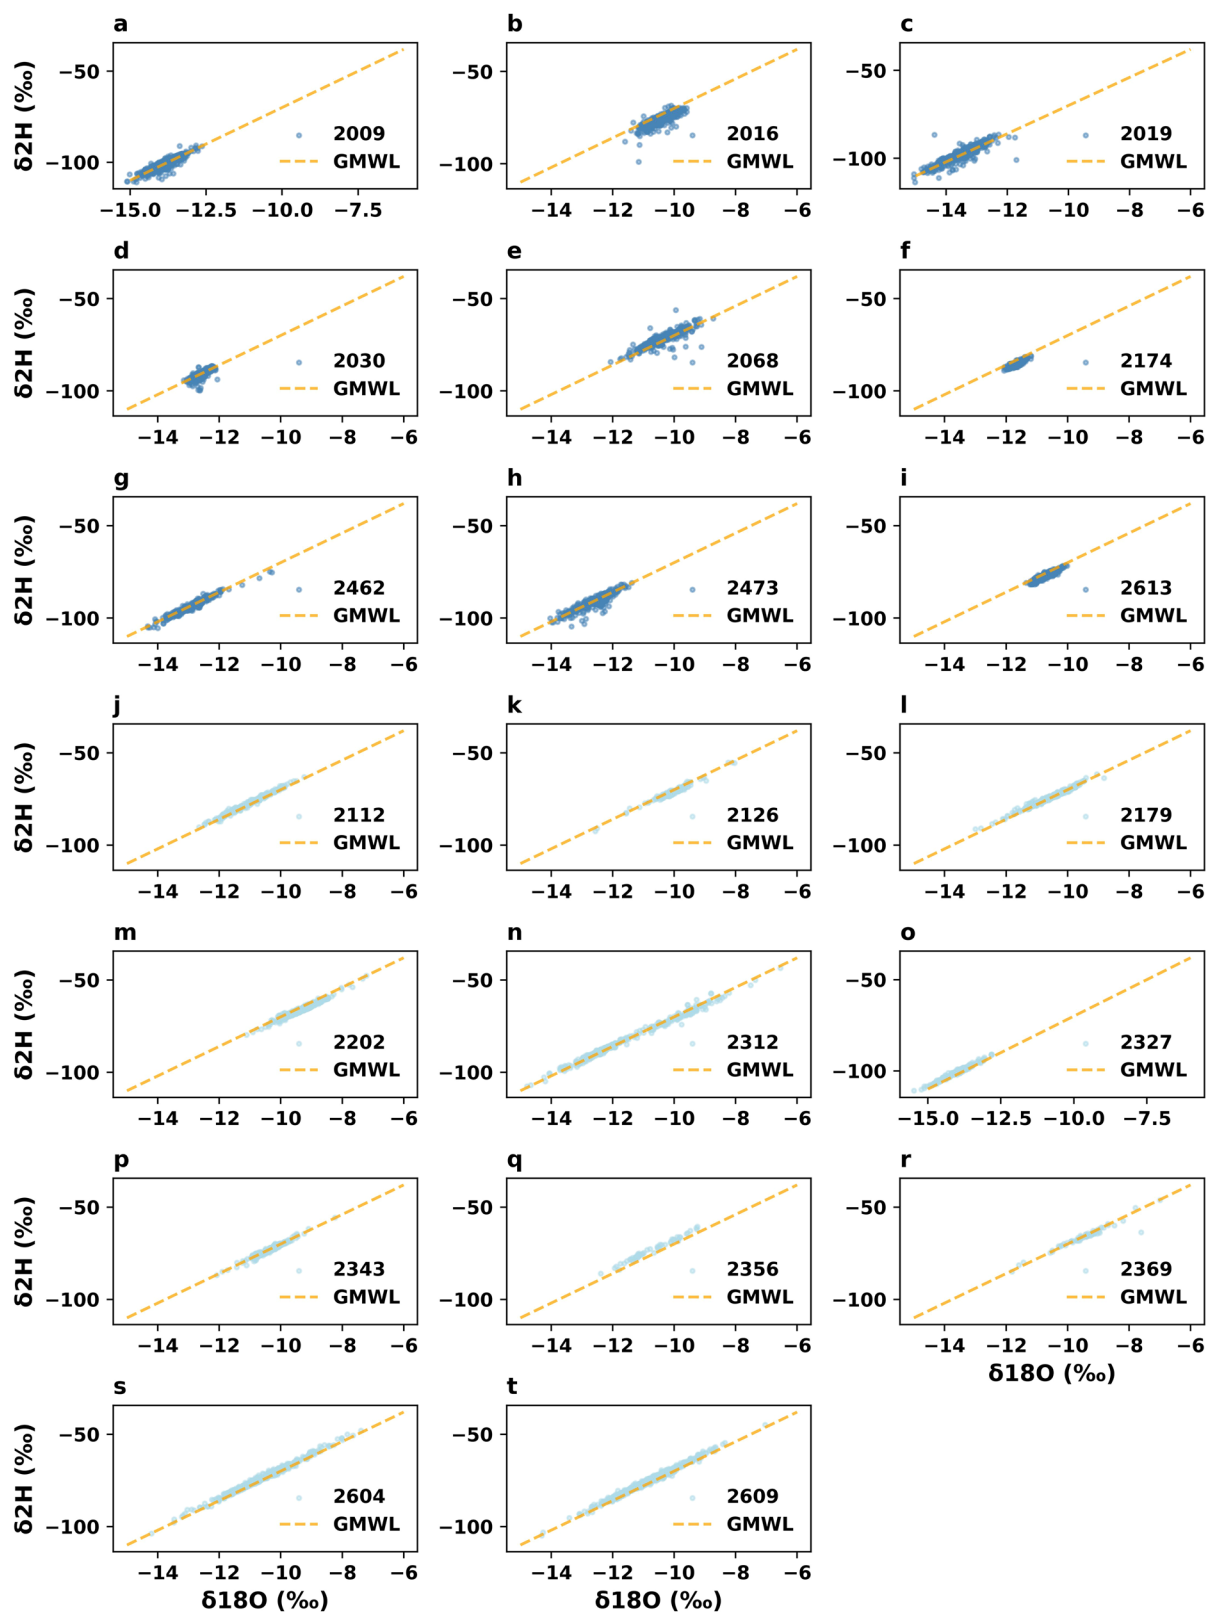 a
b
c
δ2H (‰)
−50
−100
2009
GMWL
−15.0 −12.5 −10.0 −7.5
−50
−100
2016
GMWL
−14 −12 −10 −8 −6
−50
−100
2019
GMWL
−14 −12 −10 −8 −6
d
e
f
δ2H (‰)
−50
−100
2030
GMWL
−14 −12 −10 −8 −6
−50
−100
2068
GMWL
−14 −12 −10 −8 −6
−50
−100
2174
GMWL
−14 −12 −10 −8 −6
g
h
i
δ2H (‰)
−50
−100
2462
GMWL
−14 −12 −10 −8 −6
−50
−100
2473
GMWL
−14 −12 −10 −8 −6
−50
−100
2613
GMWL
−14 −12 −10 −8 −6
j
k
l
δ2H (‰)
−50
−100
2112
GMWL
−14 −12 −10 −8 −6
−50
−100
2126
GMWL
−14 −12 −10 −8 −6
−50
−100
2179
GMWL
−14 −12 −10 −8 −6
m
n
o
δ2H (‰)
−50
−100
2202
GMWL
−14 −12 −10 −8 −6
−50
−100
2312
GMWL
−14 −12 −10 −8 −6
−50
−100
2327
GMWL
−15.0 −12.5 −10.0 −7.5
p
q
r
δ2H (‰)
−50
−100
2343
GMWL
−14 −12 −10 −8 −6
−50
−100
2356
GMWL
−14 −12 −10 −8 −6
−50
−100
2369
GMWL
−14 −12 −10 −8 −6
δ18O (‰)
s
t
δ2H (‰)
−50
−100
2604
GMWL
−14 −12 −10 −8 −6
δ18O (‰)
−50
−100
2609
GMWL
−14 −12 −10 −8 −6
δ18O (‰)